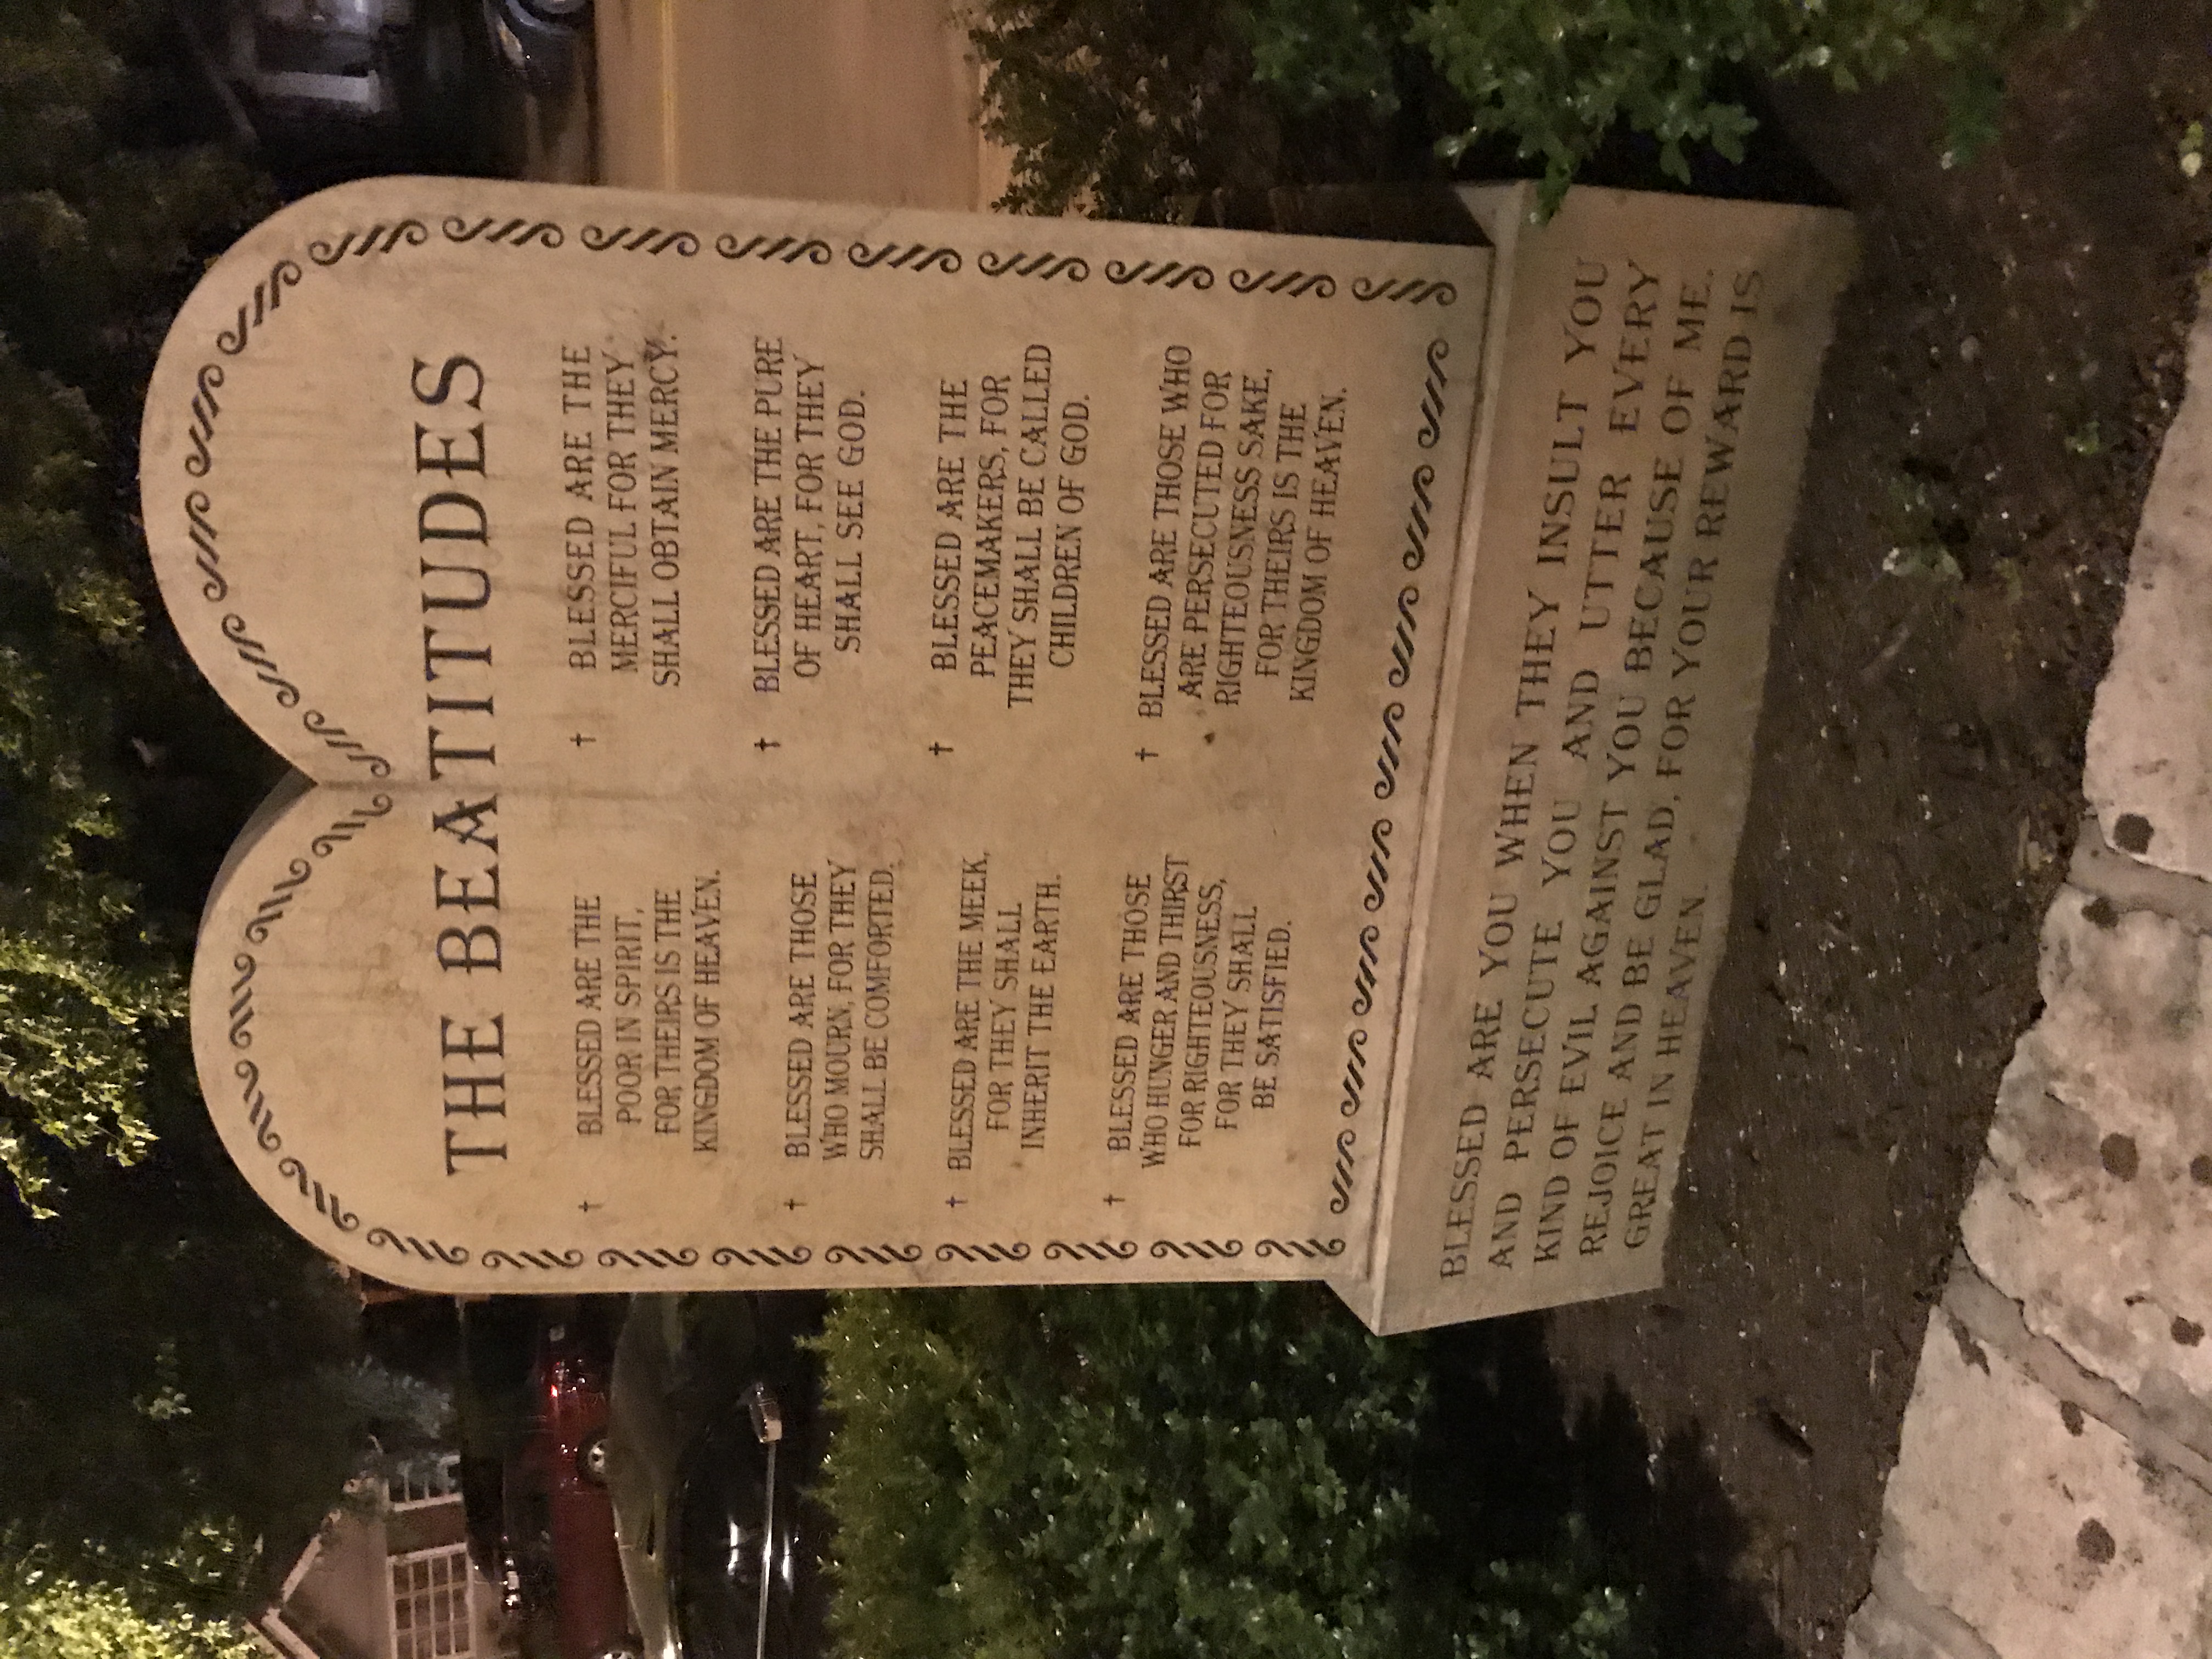 THE BEATITUDES
† BLESSED ARE THE
POOR IN SPIRIT,
FOR THEIRS IS THE
KINGDOM OF HEAVEN.
† BLESSED ARE THOSE
WHO MOURN, FOR THEY
SHALL BE COMFORTED.
† BLESSED ARE THE MEEK,
FOR THEY SHALL
INHERIT THE EARTH.
† BLESSED ARE THOSE
WHO HUNGER AND THIRST
FOR RIGHTEOUSNESS,
FOR THEY SHALL
BE SATISFIED.
† BLESSED ARE THE
MERCIFUL FOR THEY
SHALL OBTAIN MERCY.
† BLESSED ARE THE PURE
OF HEART, FOR THEY
SHALL SEE GOD.
† BLESSED ARE THE
PEACEMAKERS, FOR
THEY SHALL BE CALLED
CHILDREN OF GOD.
† BLESSED ARE THOSE WHO
ARE PERSECUTED FOR
RIGHTEOUSNESS SAKE,
FOR THEIRS IS THE
KINGDOM OF HEAVEN.
BLESSED ARE YOU WHEN THEY INSULT YOU
AND PERSECUTE YOU AND UTTER EVERY
KIND OF EVIL AGAINST YOU BECAUSE OF ME.
REJOICE AND BE GLAD, FOR YOUR REWARD IS
GREAT IN HEAVEN.